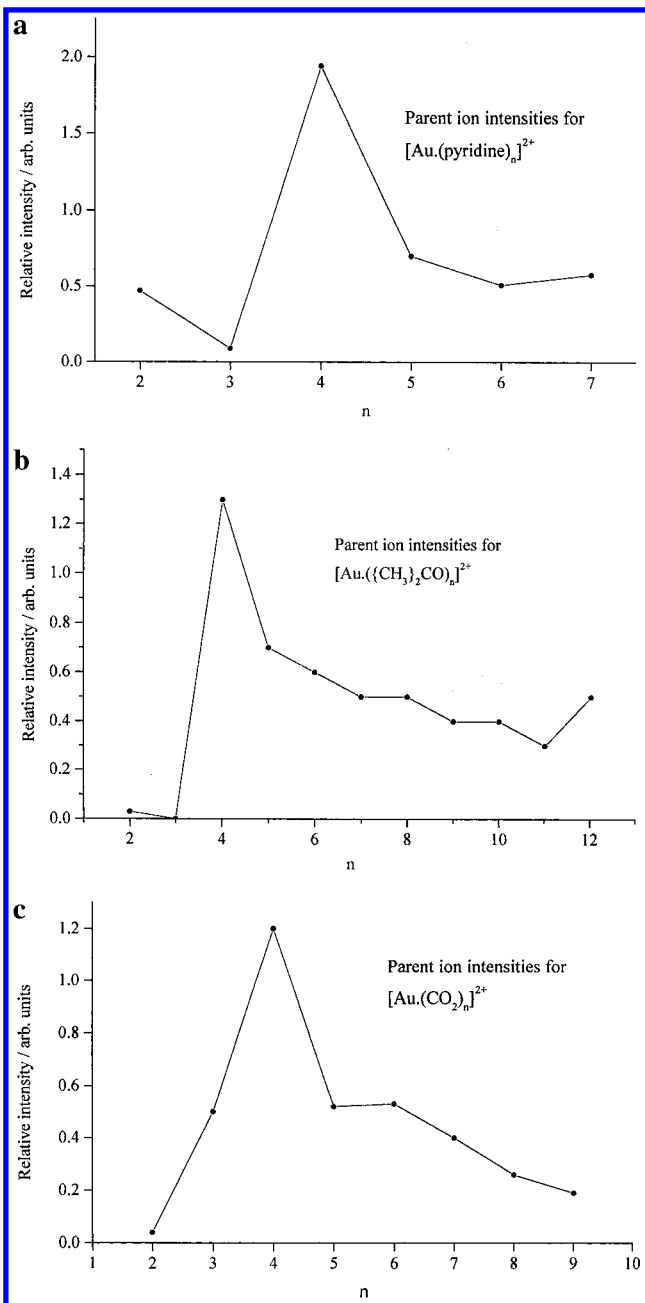 a
Relative intensity / arb. units
2.0
1.5
1.0
0.5
0.0
Parent ion intensities for
[Au.(pyridine)n]2+
2 3 4 5 6 7
n
b
Relative intensity / arb. units
1.4
1.2
1.0
0.8
0.6
0.4
0.2
0.0
Parent ion intensities for
[Au.({CH3}2CO)n]2+
2 4 6 8 10 12
n
c
Relative intensity / arb. units
1.2
1.0
0.8
0.6
0.4
0.2
0.0
Parent ion intensities for
[Au.(CO2)n]2+
1 2 3 4 5 6 7 8 9 10
n